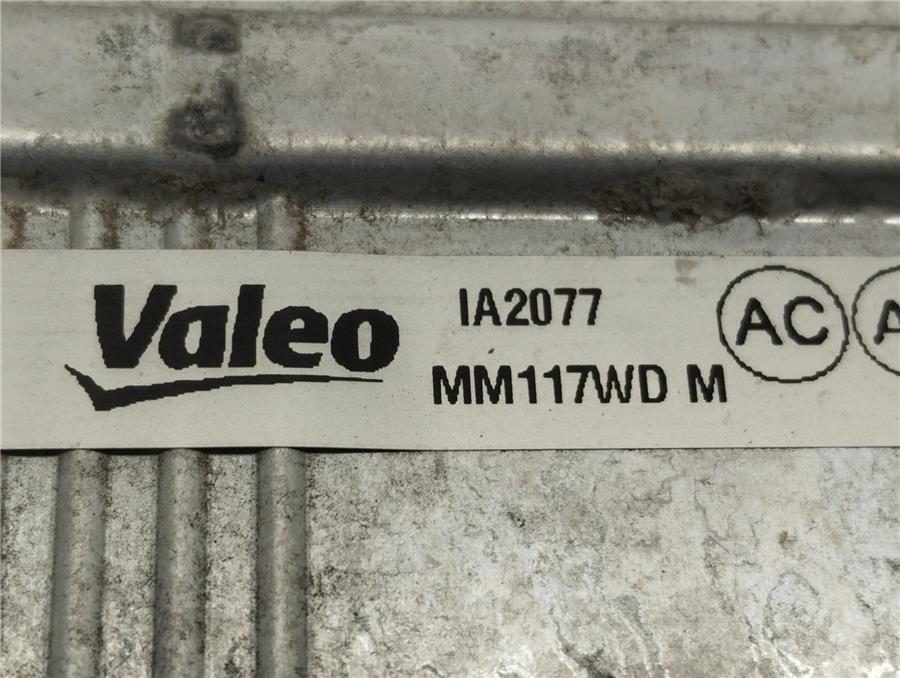 Valeo
IA2077
MM117WD M
AC
A